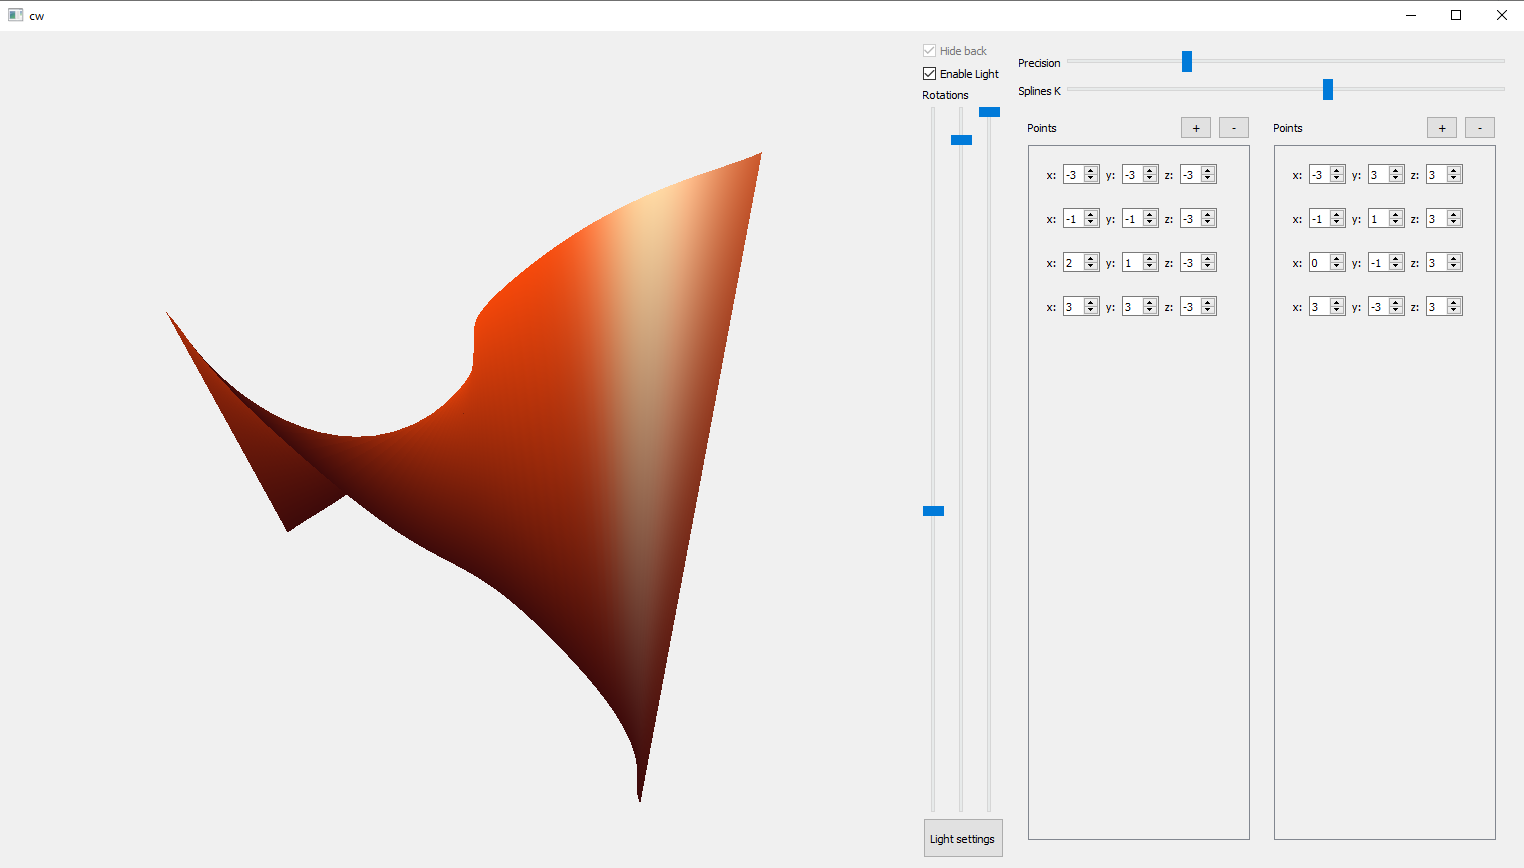 cw
Hide back
Enable Light
Rotations
Precision
Splines K
Points + -
x: -3 y: -3 z: -3
x: -1 y: -1 z: -3
x: 2 y: 1 z: -3
x: 3 y: 3 z: -3
Points + -
x: -3 y: 3 z: 3
x: -1 y: 1 z: 3
x: 0 y: -1 z: 3
x: 3 y: -3 z: 3
Light settings